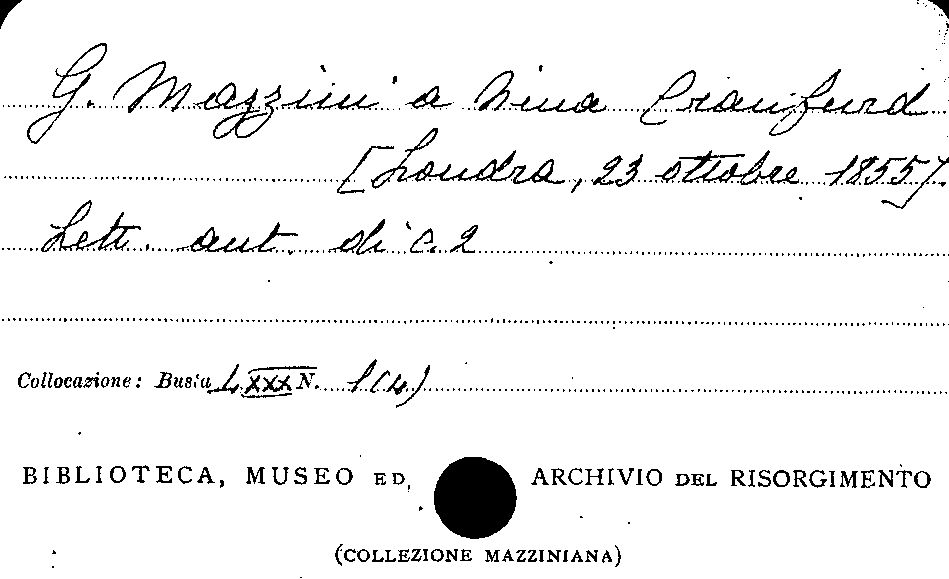 G. Mazzini a Nina Craufurd
[Londra, 23 ottobre 1855].
Lett. aut. di c. 2
Collocazione: Busta LXXX N. 1(4)
BIBLIOTECA, MUSEO ED ARCHIVIO DEL RISORGIMENTO
(COLLEZIONE MAZZINIANA)